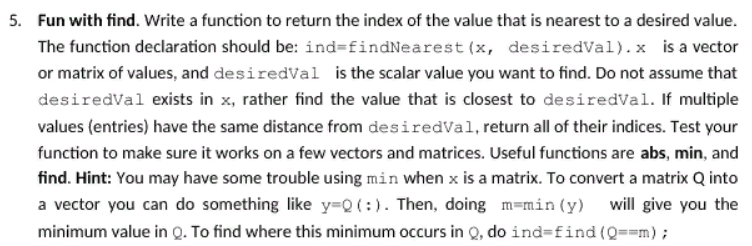 5. Fun with find. Write a function to return the index of the value that is nearest to a desired value.
The function declaration should be: ind=findNearest(x, desiredVal). x is a vector
or matrix of values, and desiredVal is the scalar value you want to find. Do not assume that
desiredVal exists in x, rather find the value that is closest to desiredVal. If multiple
values (entries) have the same distance from desiredVal, return all of their indices. Test your
function to make sure it works on a few vectors and matrices. Useful functions are abs, min, and
find. Hint: You may have some trouble using min when x is a matrix. To convert a matrix Q into
a vector you can do something like y=Q(:). Then, doing m=min(y) will give you the
minimum value in Q. To find where this minimum occurs in Q, do ind=find(Q==m);